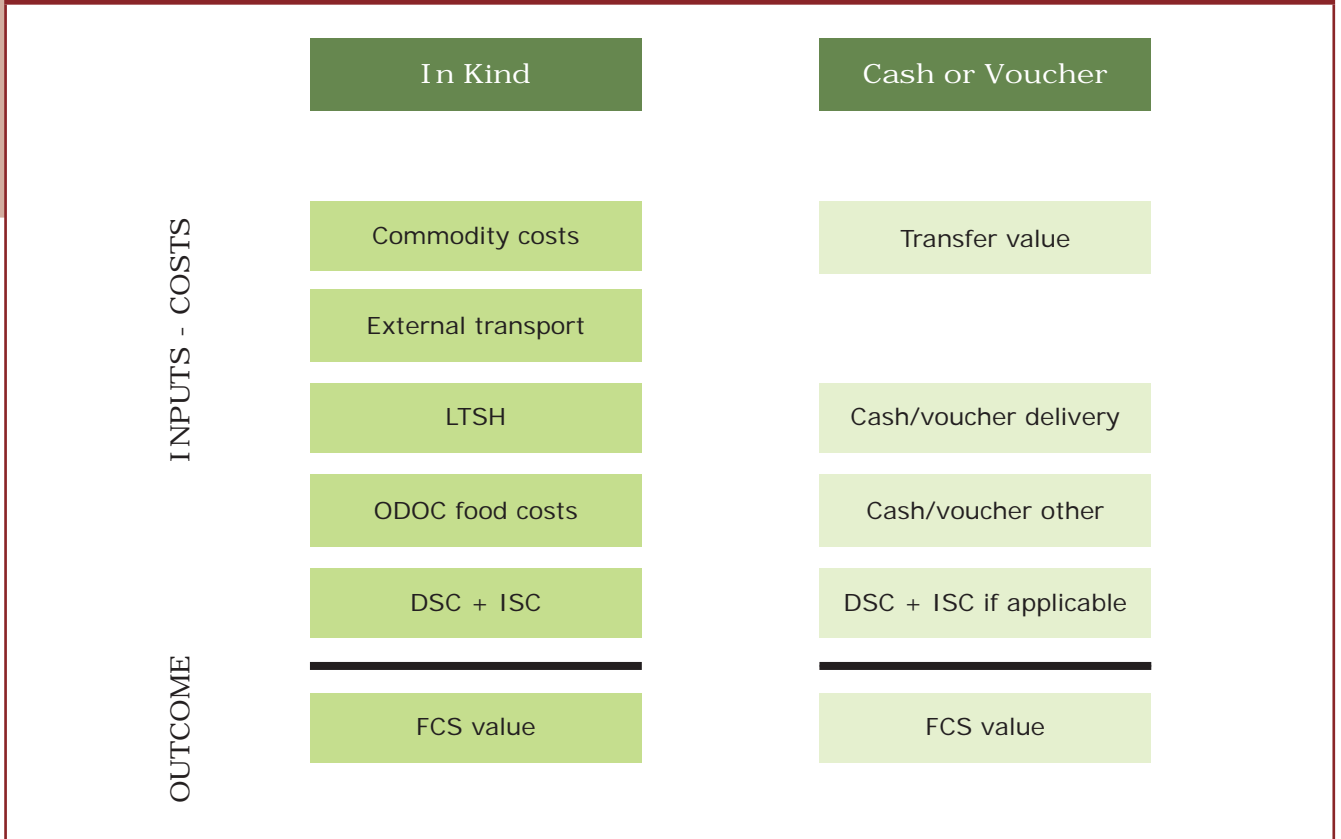 In Kind
Cash or Voucher
INPUTS - COSTS
Commodity costs
Transfer value
External transport
LTSH
Cash/voucher delivery
ODOC food costs
Cash/voucher other
DSC + ISC
DSC + ISC if applicable
OUTCOME
FCS value
FCS value